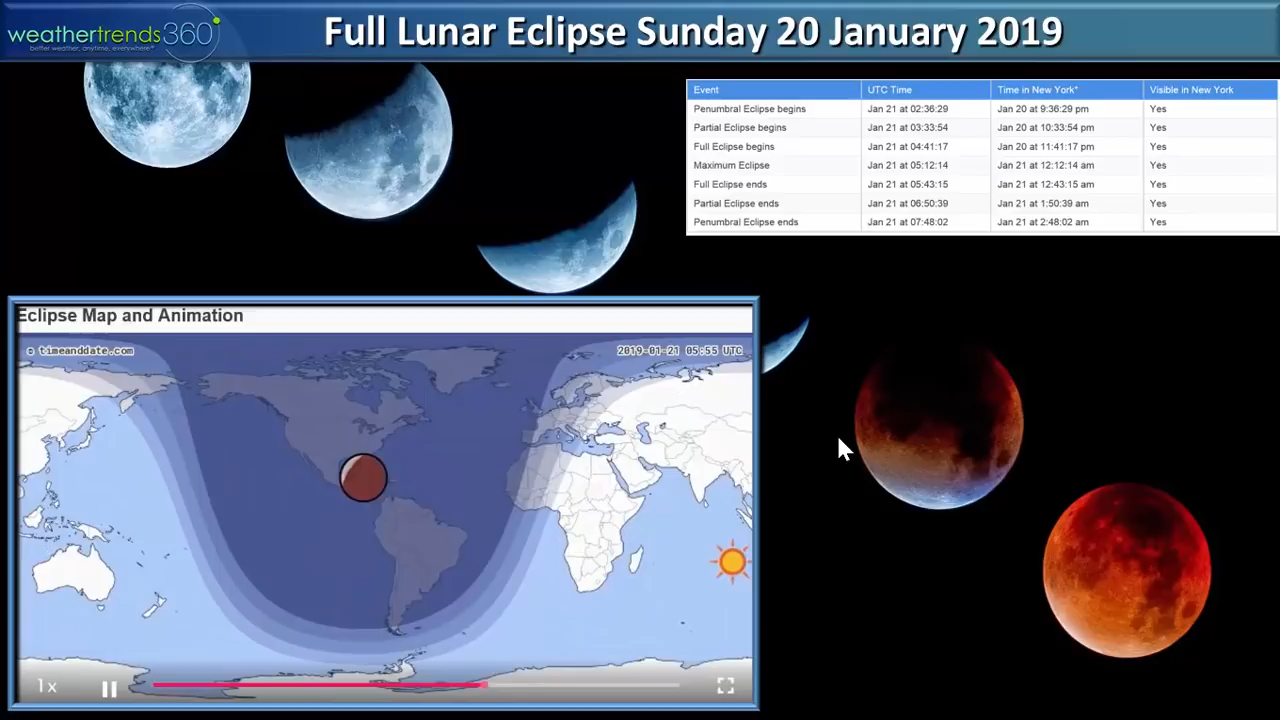 weathertrends360°
better weather, anytime, everywhere®
Full Lunar Eclipse Sunday 20 January 2019
Event UTC Time Time in New York* Visible in New York
Penumbral Eclipse begins Jan 21 at 02:36:29 Jan 20 at 9:36:29 pm Yes
Partial Eclipse begins Jan 21 at 03:33:54 Jan 20 at 10:33:54 pm Yes
Full Eclipse begins Jan 21 at 04:41:17 Jan 20 at 11:41:17 pm Yes
Maximum Eclipse Jan 21 at 05:12:14 Jan 21 at 12:12:14 am Yes
Full Eclipse ends Jan 21 at 05:43:15 Jan 21 at 12:43:15 am Yes
Partial Eclipse ends Jan 21 at 06:50:39 Jan 21 at 1:50:39 am Yes
Penumbral Eclipse ends Jan 21 at 07:48:02 Jan 21 at 2:48:02 am Yes
Eclipse Map and Animation
© timeanddate.com 2019-01-21 05:55 UTC
1x